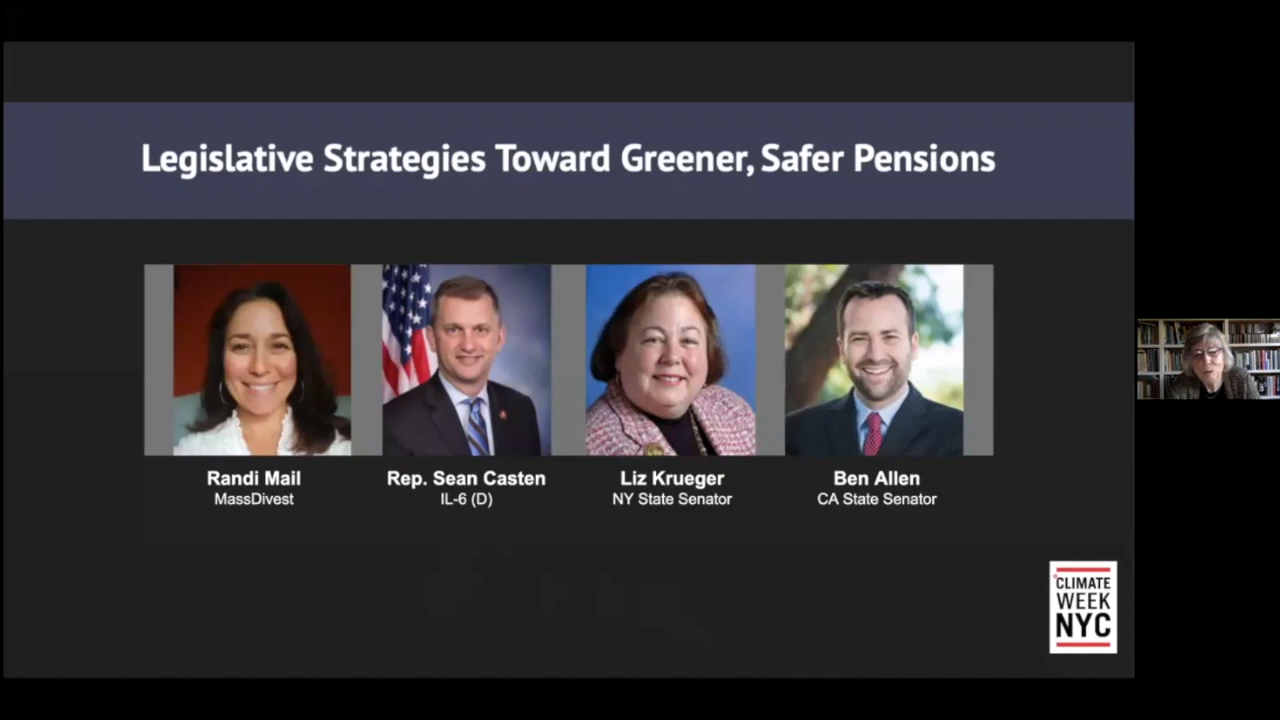 Legislative Strategies Toward Greener, Safer Pensions
Randi Mail
MassDivest
Rep. Sean Casten
IL-6 (D)
Liz Krueger
NY State Senator
Ben Allen
CA State Senator
°CLIMATE
WEEK
NYC